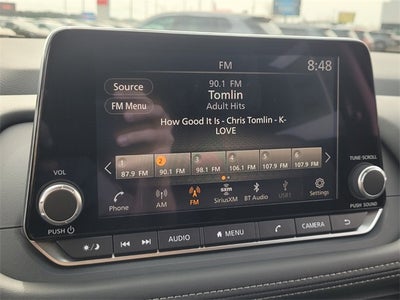 FM
8:48
Source
90.1 FM
Tomlin
FM Menu
Adult Hits
How Good It Is - Chris Tomlin - K-
LOVE
1 2 3 4 5 6
87.9 FM 90.1 FM 98.1 FM 106.1 FM 107.9 FM 107.9 FM
VOL
TUNE·SCROLL
Phone AM FM SXM SiriusXM BT Audio USB1 Settings
PUSH
PUSH SOUND
AUDIO MENU CAMERA